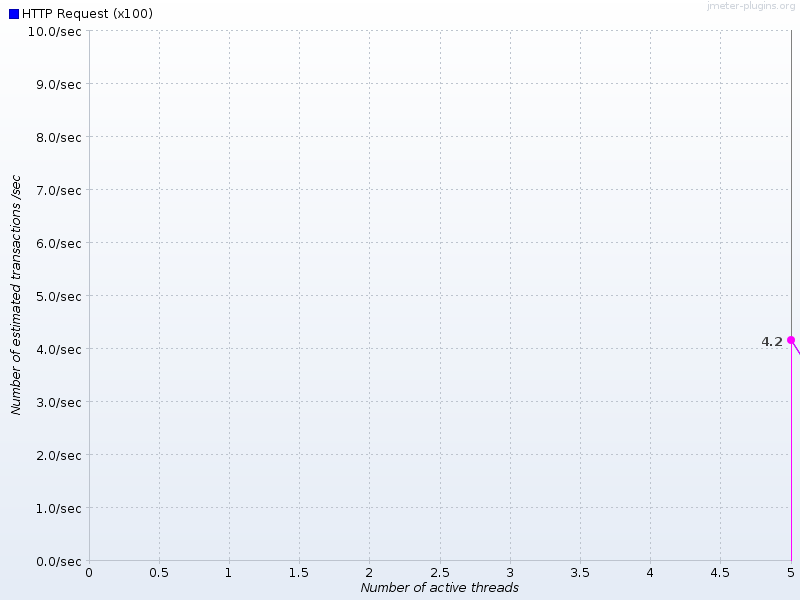 jmeter-plugins.org
HTTP Request (x100)
10.0/sec
9.0/sec
8.0/sec
7.0/sec
6.0/sec
5.0/sec
4.0/sec
3.0/sec
2.0/sec
1.0/sec
0.0/sec
Number of estimated transactions /sec
4.2
0 0.5 1 1.5 2 2.5 3 3.5 4 4.5 5
Number of active threads